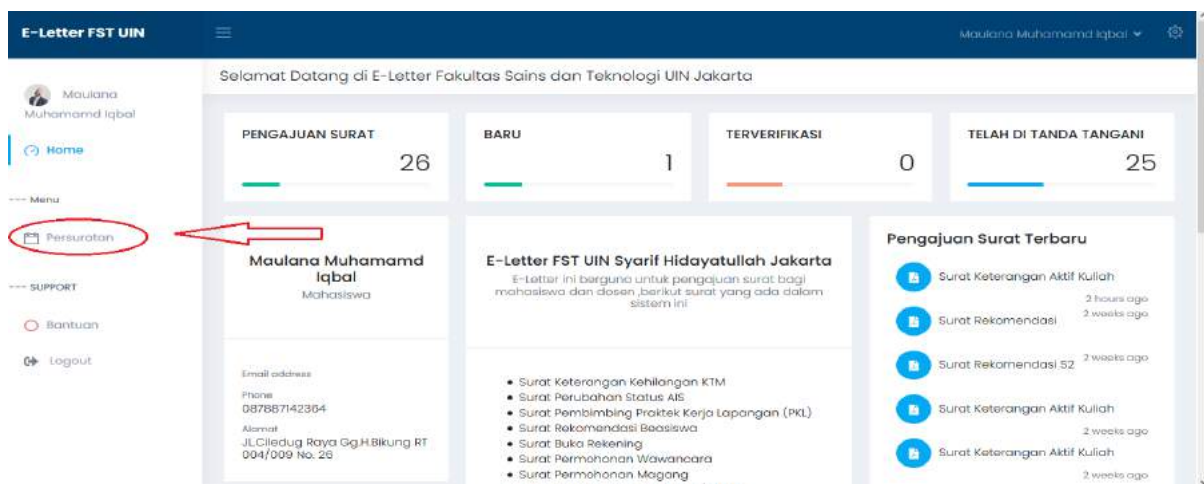 E-Letter FST UIN
Maulana Muhamamd Iqbal
Maulana
Muhamamd Iqbal
Home
--- Menu
Persuratan
--- SUPPORT
Bantuan
Logout
Selamat Datang di E-Letter Fakultas Sains dan Teknologi UIN Jakarta
PENGAJUAN SURAT
26
BARU
1
TERVERIFIKASI
0
TELAH DI TANDA TANGANI
25
Maulana Muhamamd
Iqbal
Mahasiswa
Email address
Phone
087887142364
Alamat
JL.Ciledug Raya Gg.H.Bikung RT
004/009 No. 26
E-Letter FST UIN Syarif Hidayatullah Jakarta
E-Letter ini berguna untuk pengajuan surat bagi
mahasiswa dan dosen ,berikut surat yang ada dalam
sistem ini
Surat Keterangan Kehilangan KTM
Surat Perubahan Status AIS
Surat Pembimbing Praktek Kerja Lapangan (PKL)
Surat Rekomendasi Beasiswa
Surat Buka Rekening
Surat Permohonan Wawancara
Surat Permohonan Magang
Pengajuan Surat Terbaru
Surat Keterangan Aktif Kuliah
2 hours ago
Surat Rekomendasi
2 weeks ago
Surat Rekomendasi S2
2 weeks ago
Surat Keterangan Aktif Kuliah
2 weeks ago
Surat Keterangan Aktif Kuliah
2 weeks ago